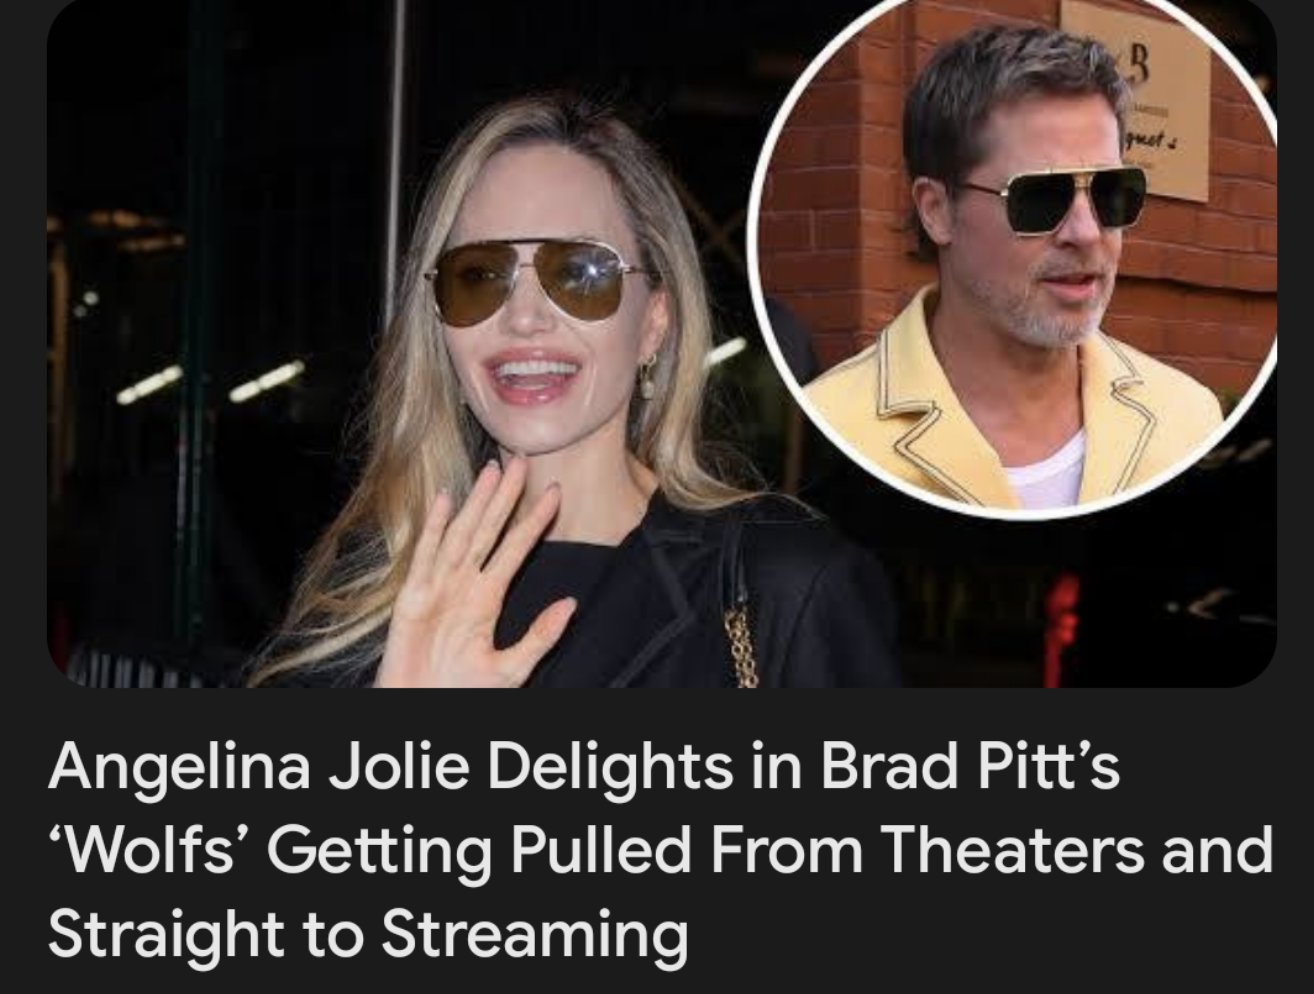 B
Angelina Jolie Delights in Brad Pitt’s
‘Wolfs’ Getting Pulled From Theaters and
Straight to Streaming